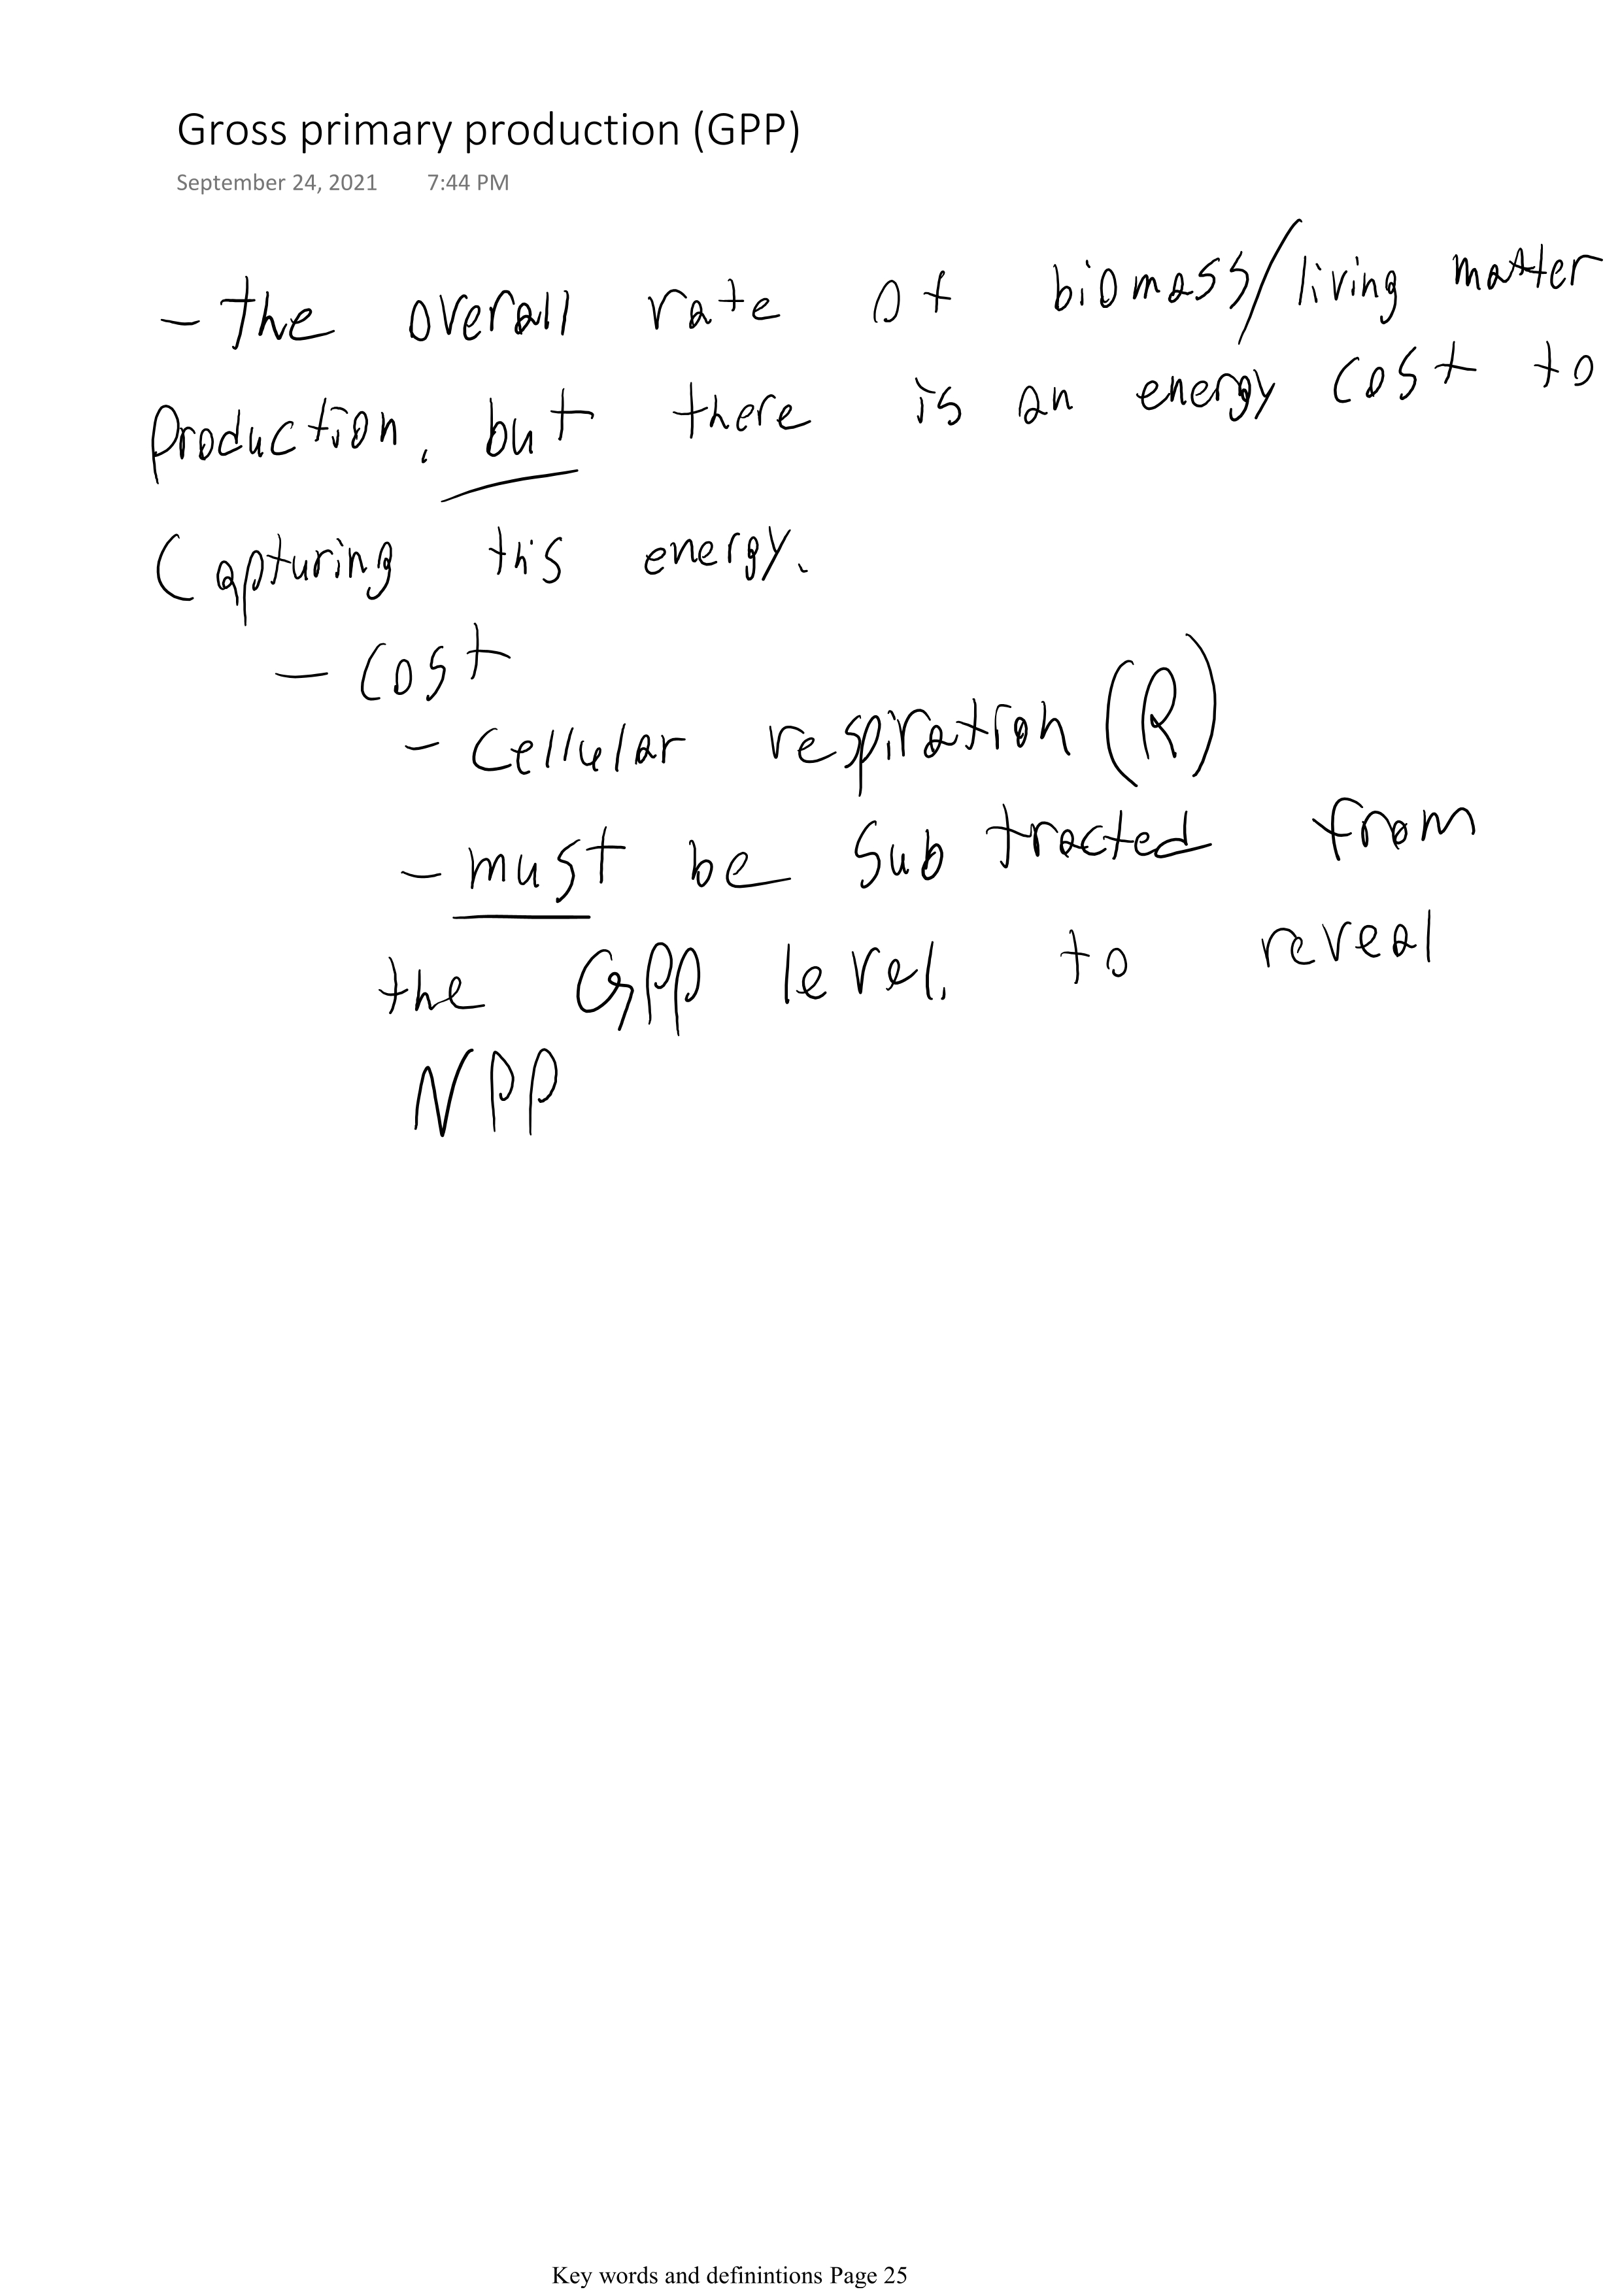 Gross primary production (GPP)
September 24, 2021 7:44 PM
- the overall rate of biomass/living matter
production. but there is an energy cost to
Capturing this energy.
- Cost
- Cellular respiration (R)
- must be subtracted from
the GPP level. to reveal
NPP
Key words and definintions Page 25